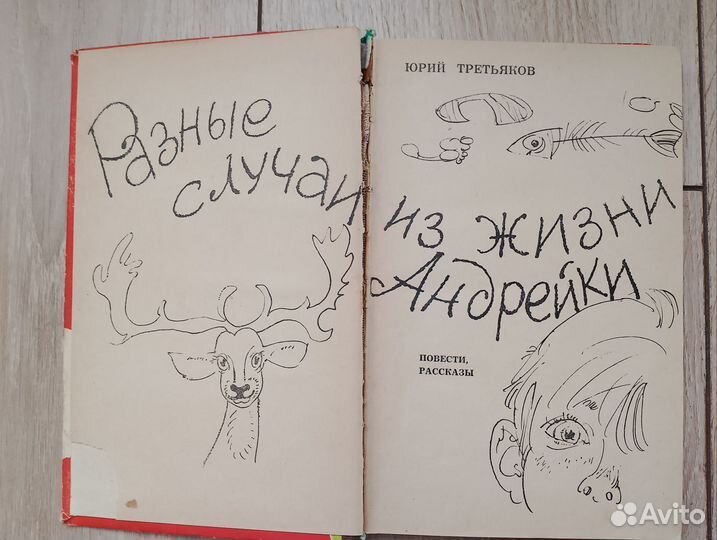 ЮРИЙ ТРЕТЬЯКОВ
Разные
случаи
из жизни
Андрейки
ПОВЕСТИ,
РАССКАЗЫ
Avito